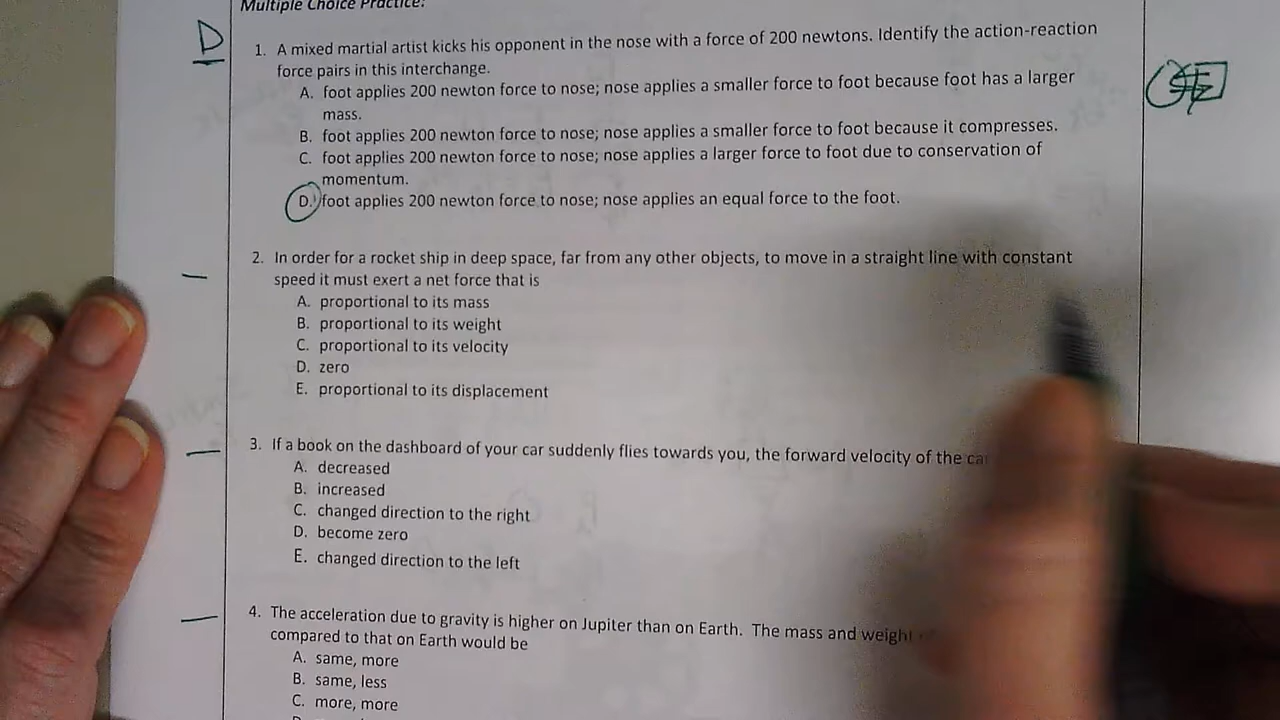 Multiple Choice Practice:
D
1. A mixed martial artist kicks his opponent in the nose with a force of 200 newtons. Identify the action-reaction
force pairs in this interchange.
A. foot applies 200 newton force to nose; nose applies a smaller force to foot because foot has a larger
mass.
B. foot applies 200 newton force to nose; nose applies a smaller force to foot because it compresses.
C. foot applies 200 newton force to nose; nose applies a larger force to foot due to conservation of
momentum.
D. foot applies 200 newton force to nose; nose applies an equal force to the foot.
2. In order for a rocket ship in deep space, far from any other objects, to move in a straight line with constant
speed it must exert a net force that is
A. proportional to its mass
B. proportional to its weight
C. proportional to its velocity
D. zero
E. proportional to its displacement
3. If a book on the dashboard of your car suddenly flies towards you, the forward velocity of the
A. decreased
B. increased
C. changed direction to the right
D. become zero
E. changed direction to the left
4. The acceleration due to gravity is higher on Jupiter than on Earth. The mass and weight
compared to that on Earth would be
A. same, more
B. same, less
C. more, more